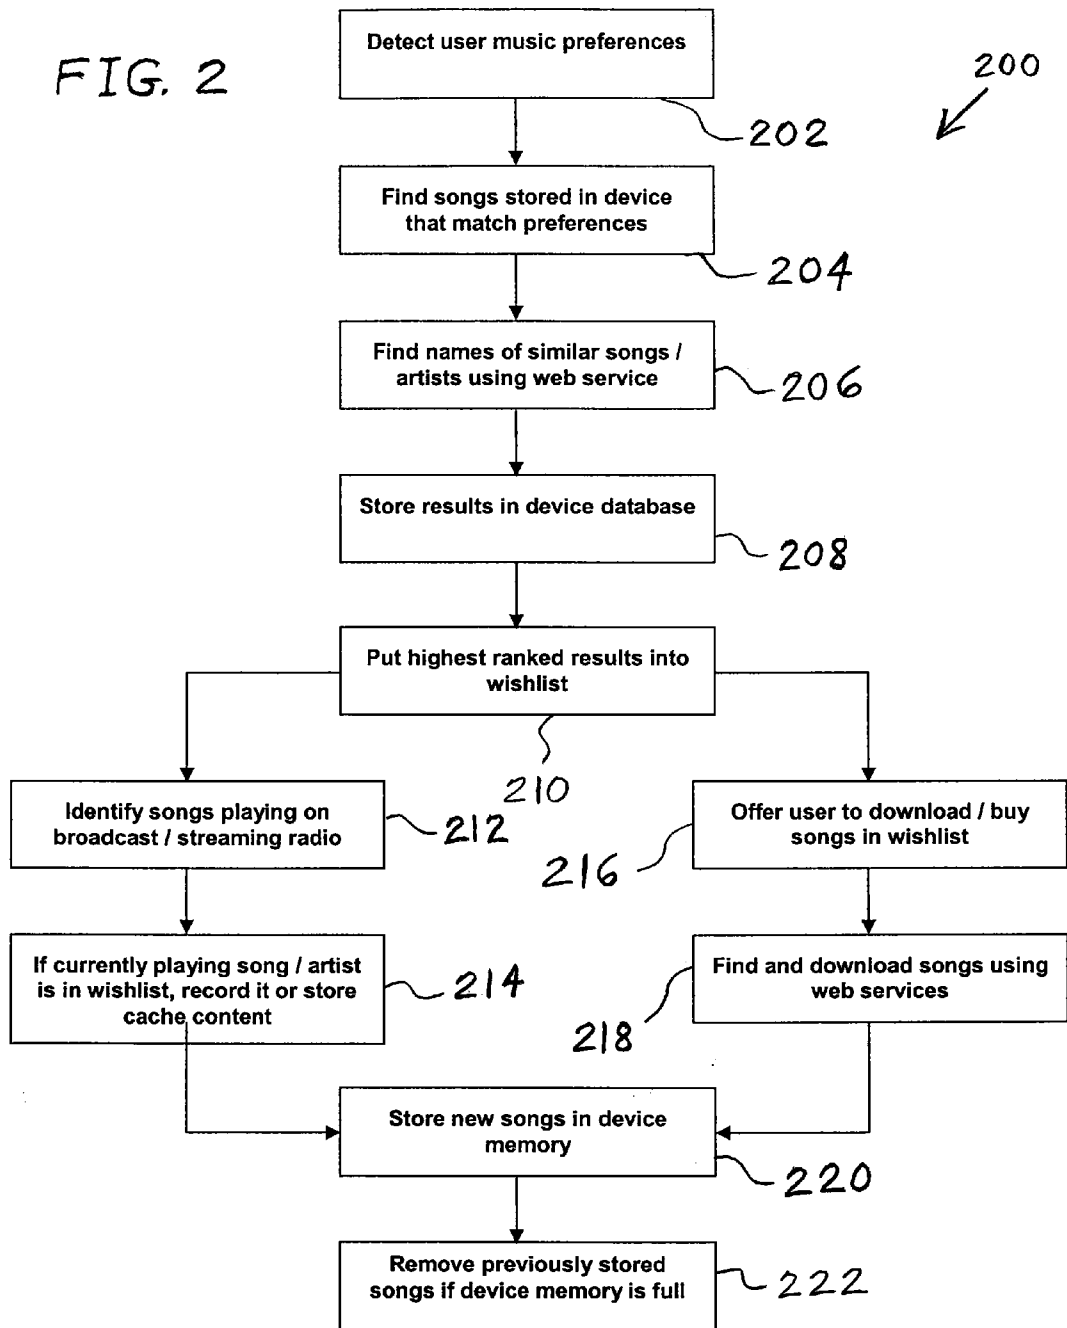 FIG. 2
200
Detect user music preferences
202
Find songs stored in device
that match preferences
204
Find names of similar songs /
artists using web service
206
Store results in device database
208
Put highest ranked results into
wishlist
210
Identify songs playing on
broadcast / streaming radio
212
Offer user to download / buy
songs in wishlist
216
If currently playing song / artist
is in wishlist, record it or store
cache content
214
Find and download songs using
web services
218
Store new songs in device
memory
220
Remove previously stored
songs if device memory is full
222